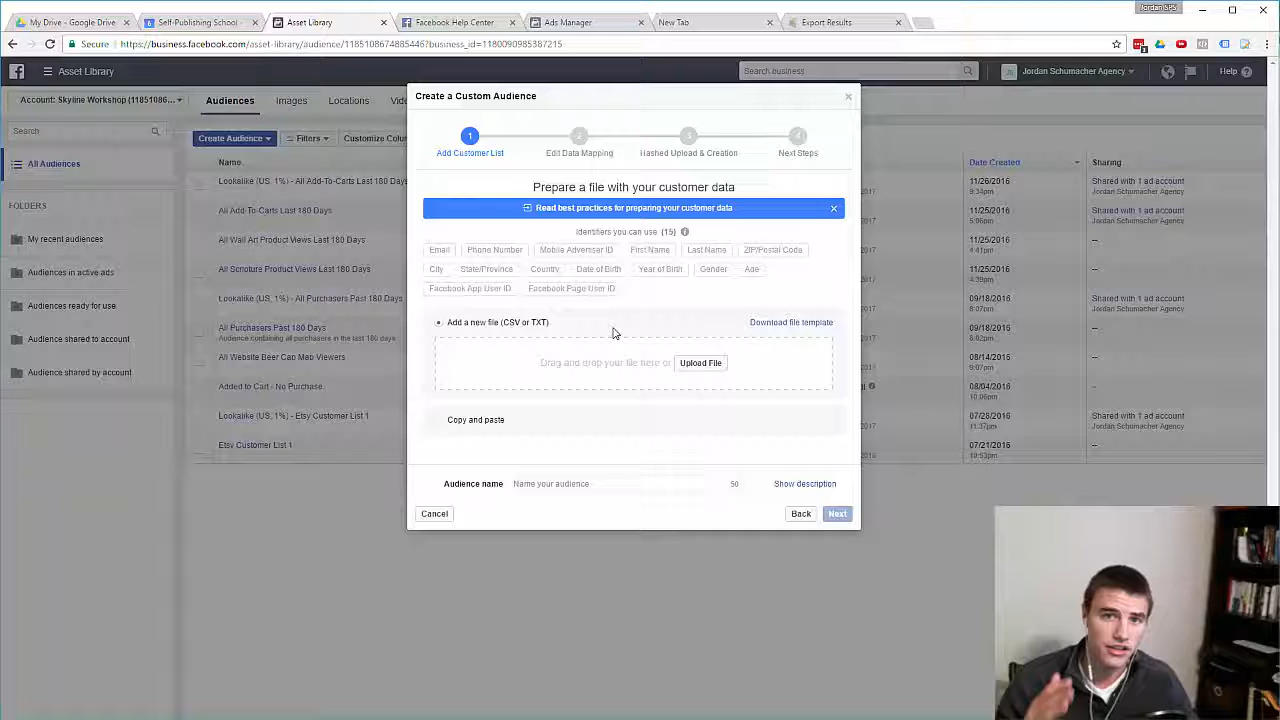 Jordan SPS
My Drive - Google Drive
Self-Publishing School -
Asset Library
Facebook Help Center
Ads Manager
New Tab
Export Results
Secure
https://business.facebook.com/asset-library/audience/118510867488544​6?business_id=1180090985387215
Asset Library
Search business
Jordan Schumacher Agency
Help
Account: Skyline Workshop (11851086...
Audiences
Images
Locations
Search
Create Audience
Filters
All Audiences
Name
Date Created
Sharing
FOLDERS
My recent audiences
Audiences in active ads
Audiences ready for use
Audience shared to account
Audience shared by account
Lookalike (US, 1%) - All Add-To-Carts Last 180 Days
11/26/2016
9:34pm
Shared with 1 ad account
Jordan Schumacher Agency
All Add-To-Carts Last 180 Days
11/25/2016
5:06pm
Shared with 1 ad account
Jordan Schumacher Agency
All Wall Art Product Views Last 180 Days
11/25/2016
4:41pm
--
All Scripture Product Views Last 180 Days
11/25/2016
4:39pm
--
Lookalike (US, 1%) - All Purchasers Past 180 Days
09/18/2016
8:07pm
Shared with 1 ad account
Jordan Schumacher Agency
All Purchasers Past 180 Days
Audience containing all purchasers in the last 180 days
09/18/2016
8:02pm
Shared with 1 ad account
Jordan Schumacher Agency
All Website Beer Cap Map Viewers
08/14/2016
9:07pm
--
Added to Cart - No Purchase
08/04/2016
10:06pm
--
Lookalike (US, 1%) - Etsy Customer List 1
07/28/2016
11:37pm
Shared with 1 ad account
Jordan Schumacher Agency
Etsy Customer List 1
07/21/2016
10:53pm
--
Create a Custom Audience
1
2
3
4
Add Customer List
Edit Data Mapping
Hashed Upload & Creation
Next Steps
Prepare a file with your customer data
Read best practices for preparing your customer data
Identifiers you can use (15)
Email
Phone Number
Mobile Advertiser ID
First Name
Last Name
ZIP/Postal Code
City
State/Province
Country
Date of Birth
Year of Birth
Gender
Age
Facebook App User ID
Facebook Page User ID
Add a new file (CSV or TXT)
Download file template
Drag and drop your file here or
Upload File
Copy and paste
Audience name
Name your audience
50
Show description
Cancel
Back
Next